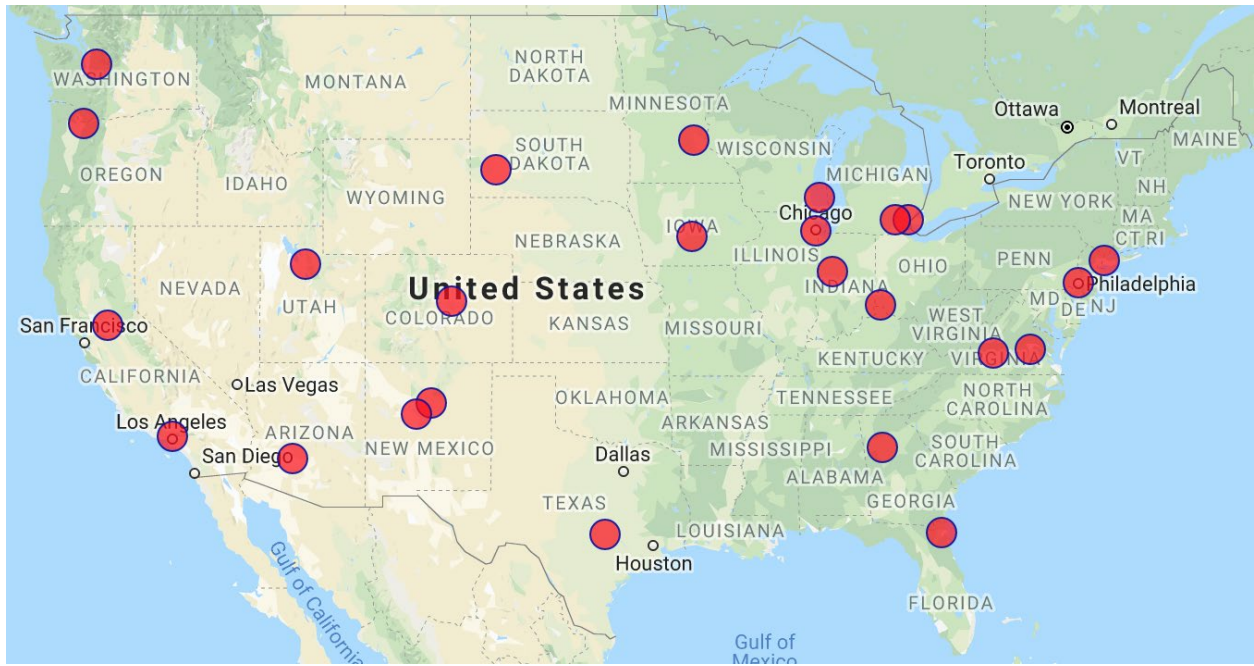 WASHINGTON
MONTANA
NORTH
DAKOTA
MINNESOTA
Ottawa
Montreal
MAINE
OREGON
IDAHO
SOUTH
DAKOTA
WISCONSIN
MICHIGAN
Toronto
VT
NH
WYOMING
NEW YORK
MA
CT RI
Chicago
IOWA
NEBRASKA
ILLINOIS
INDIANA
OHIO
PENN
Philadelphia
NEVADA
UTAH
United States
COLORADO
KANSAS
MISSOURI
WEST
VIRGINIA
MD
DE
NJ
San Francisco
CALIFORNIA
KENTUCKY
VIRGINIA
Las Vegas
OKLAHOMA
TENNESSEE
NORTH
CAROLINA
Los Angeles
ARIZONA
NEW MEXICO
ARKANSAS
MISSISSIPPI
SOUTH
CAROLINA
San Diego
Dallas
ALABAMA
TEXAS
GEORGIA
LOUISIANA
Houston
Gulf of California
FLORIDA
Gulf of
Mexico